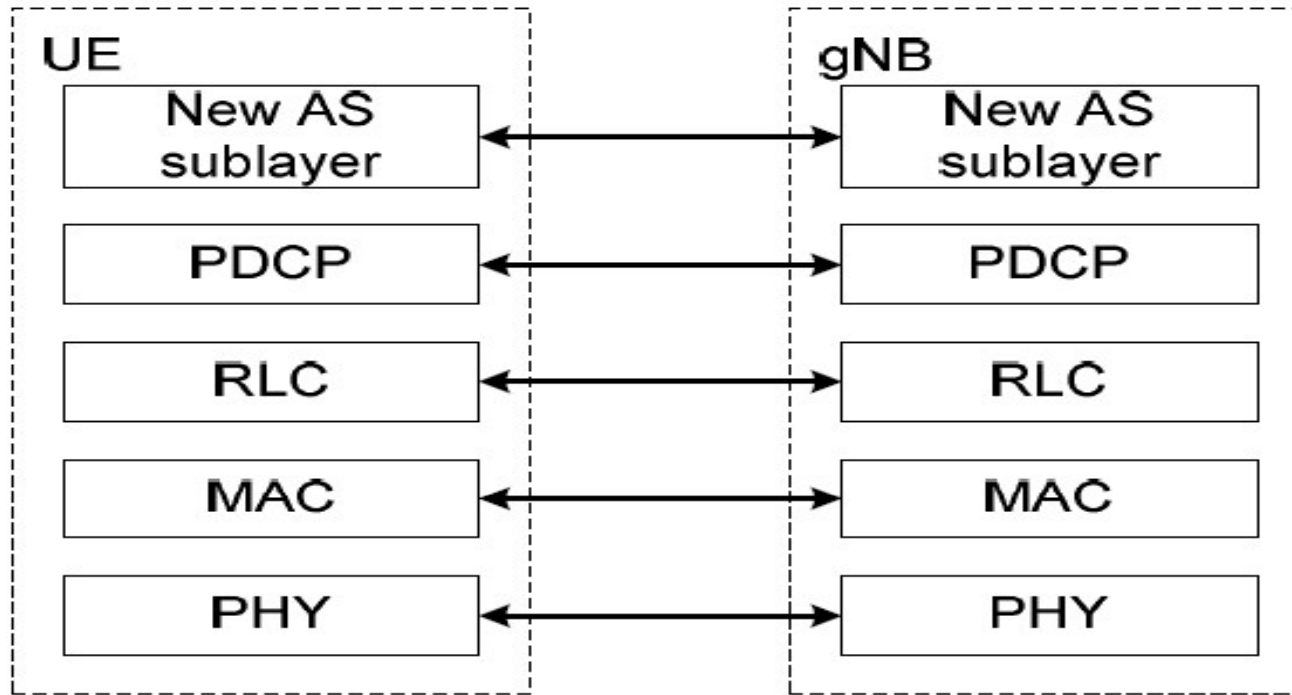 UE
New AS
sublayer
PDCP
RLC
MAC
PHY
gNB
New AS
sublayer
PDCP
RLC
MAC
PHY